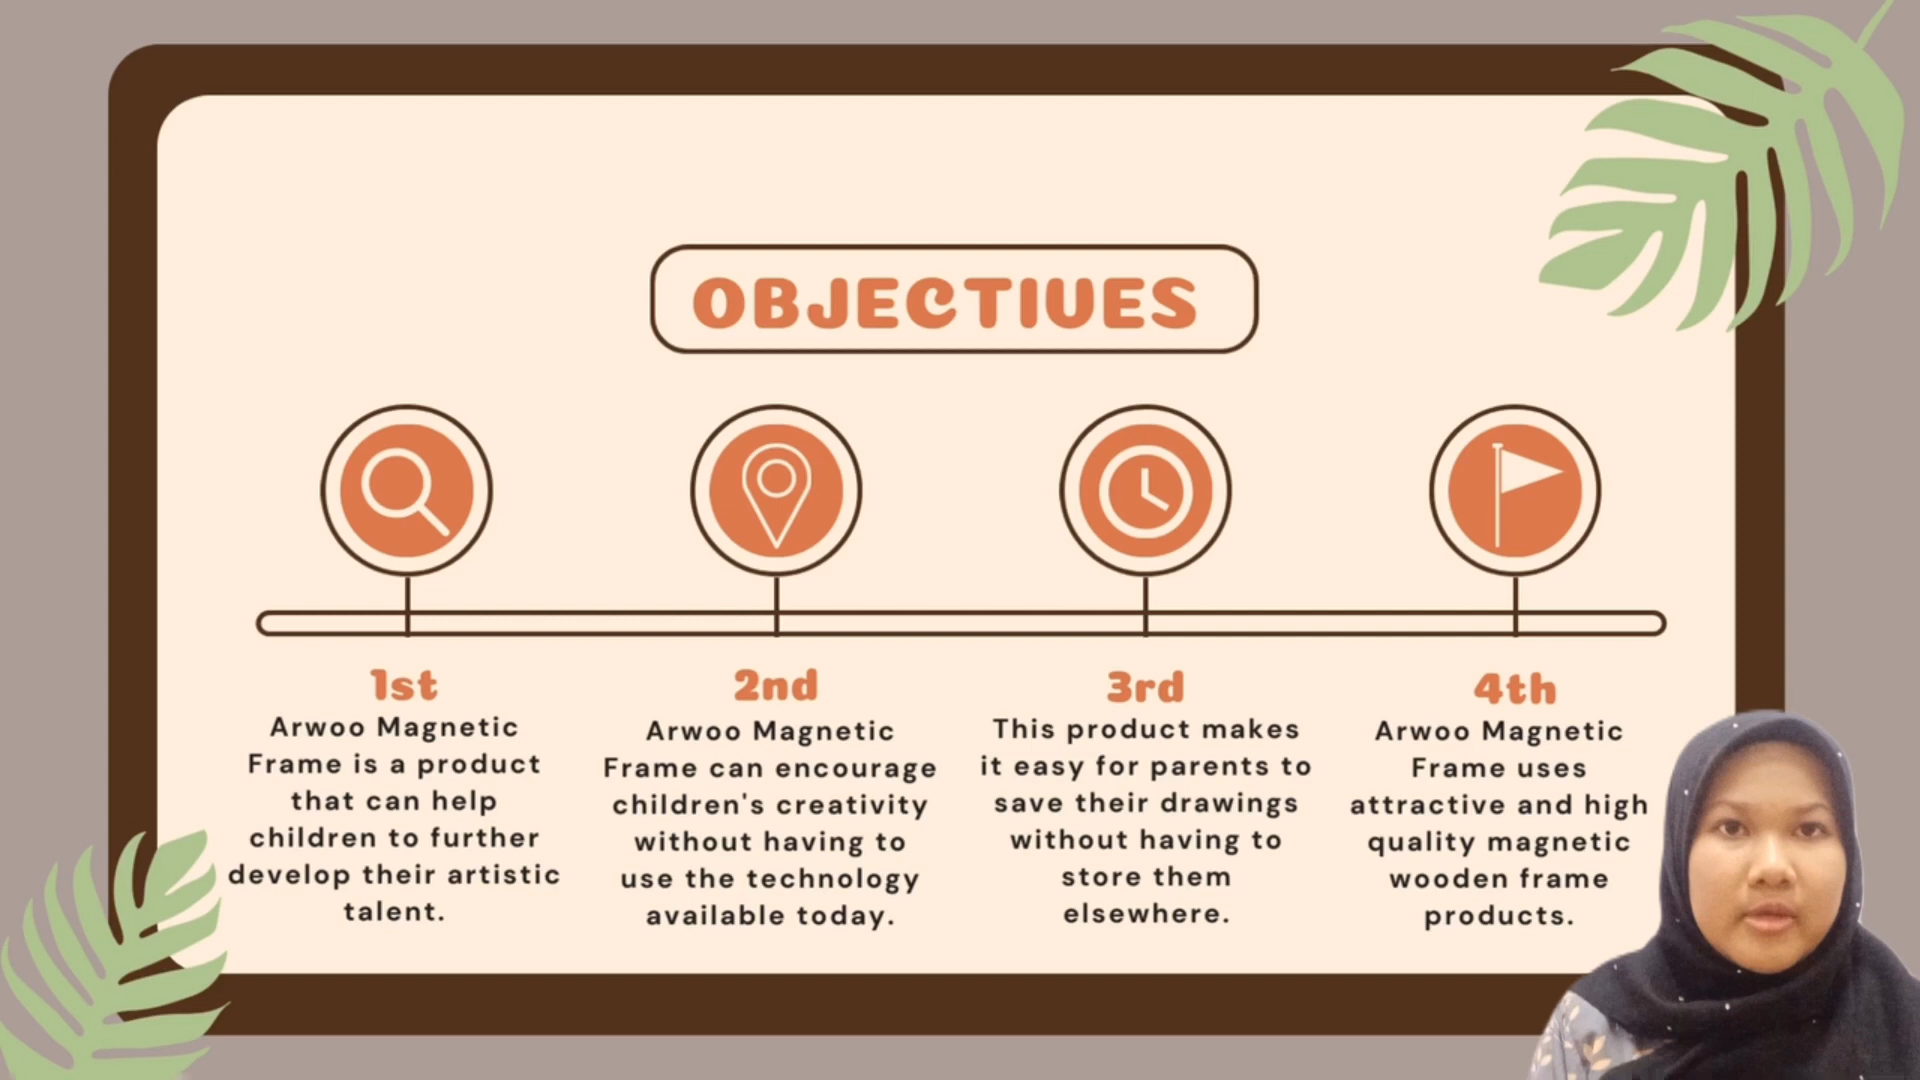 OBJECTIVES
1st
Arwoo Magnetic
Frame is a product
that can help
children to further
develop their artistic
talent.
2nd
Arwoo Magnetic
Frame can encourage
children's creativity
without having to
use the technology
available today.
3rd
This product makes
it easy for parents to
save their drawings
without having to
store them
elsewhere.
4th
Arwoo Magnetic
Frame uses
attractive and high
quality magnetic
wooden frame
products.